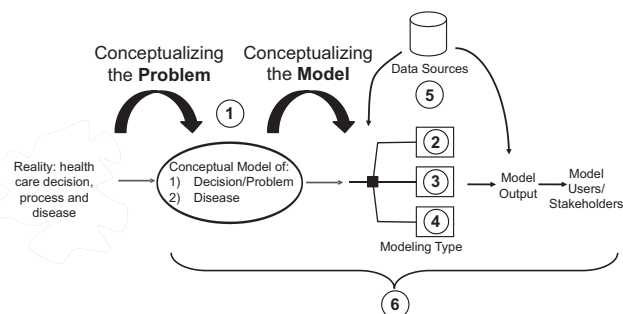 Conceptualizing
the Problem
Conceptualizing
the Model
Data Sources
1
5
Reality: health
care decision,
process and
disease
Conceptual Model of:
1) Decision/Problem
2) Disease
2
3
4
Modeling Type
Model
Output
Model
Users/
Stakeholders
6